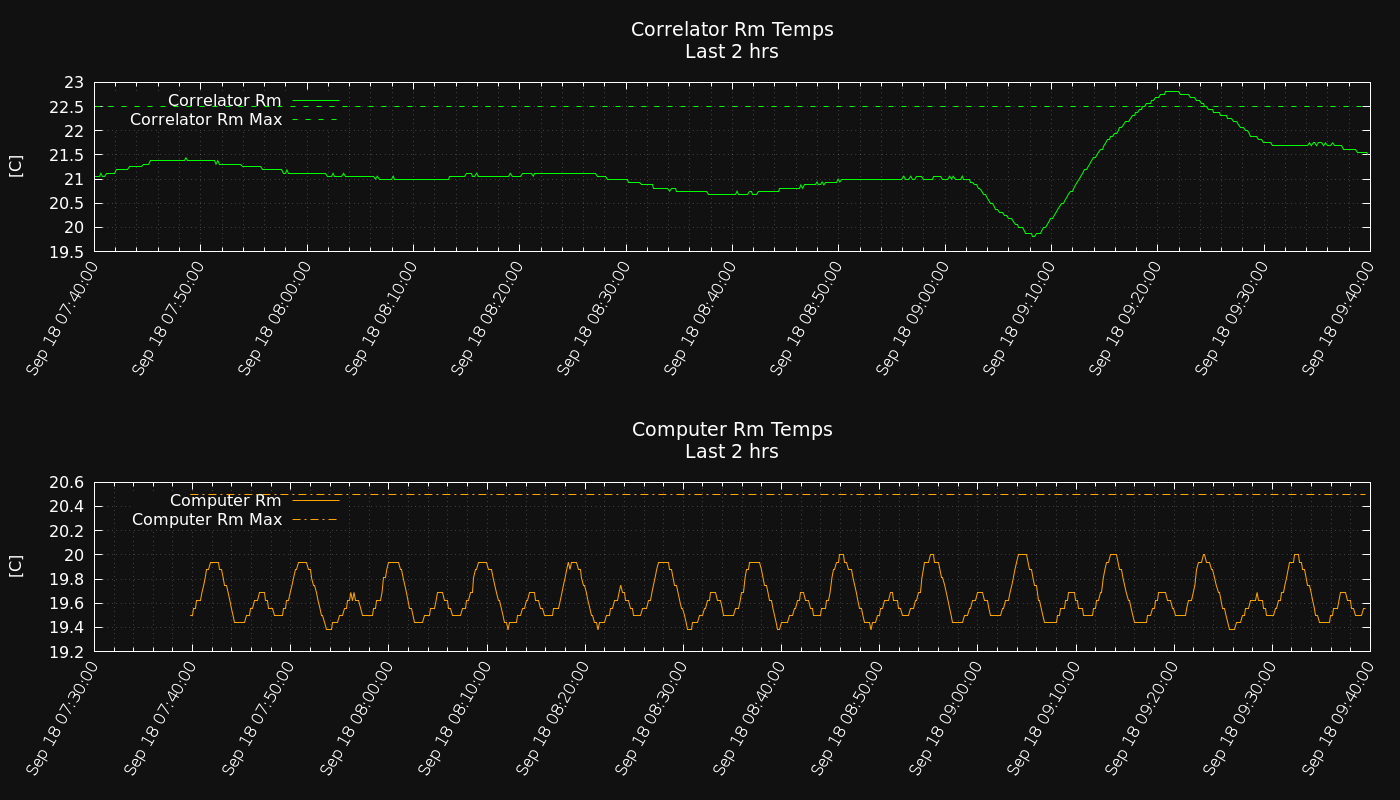 Correlator Rm Temps
Last 2 hrs
23
22.5
22
21.5
21
20.5
20
19.5
[C]
Correlator Rm
Correlator Rm Max
Sep 18 07:40:00
Sep 18 07:50:00
Sep 18 08:00:00
Sep 18 08:10:00
Sep 18 08:20:00
Sep 18 08:30:00
Sep 18 08:40:00
Sep 18 08:50:00
Sep 18 09:00:00
Sep 18 09:10:00
Sep 18 09:20:00
Sep 18 09:30:00
Sep 18 09:40:00
Computer Rm Temps
Last 2 hrs
20.6
20.4
20.2
20
19.8
19.6
19.4
19.2
[C]
Computer Rm
Computer Rm Max
Sep 18 07:30:00
Sep 18 07:40:00
Sep 18 07:50:00
Sep 18 08:00:00
Sep 18 08:10:00
Sep 18 08:20:00
Sep 18 08:30:00
Sep 18 08:40:00
Sep 18 08:50:00
Sep 18 09:00:00
Sep 18 09:10:00
Sep 18 09:20:00
Sep 18 09:30:00
Sep 18 09:40:00